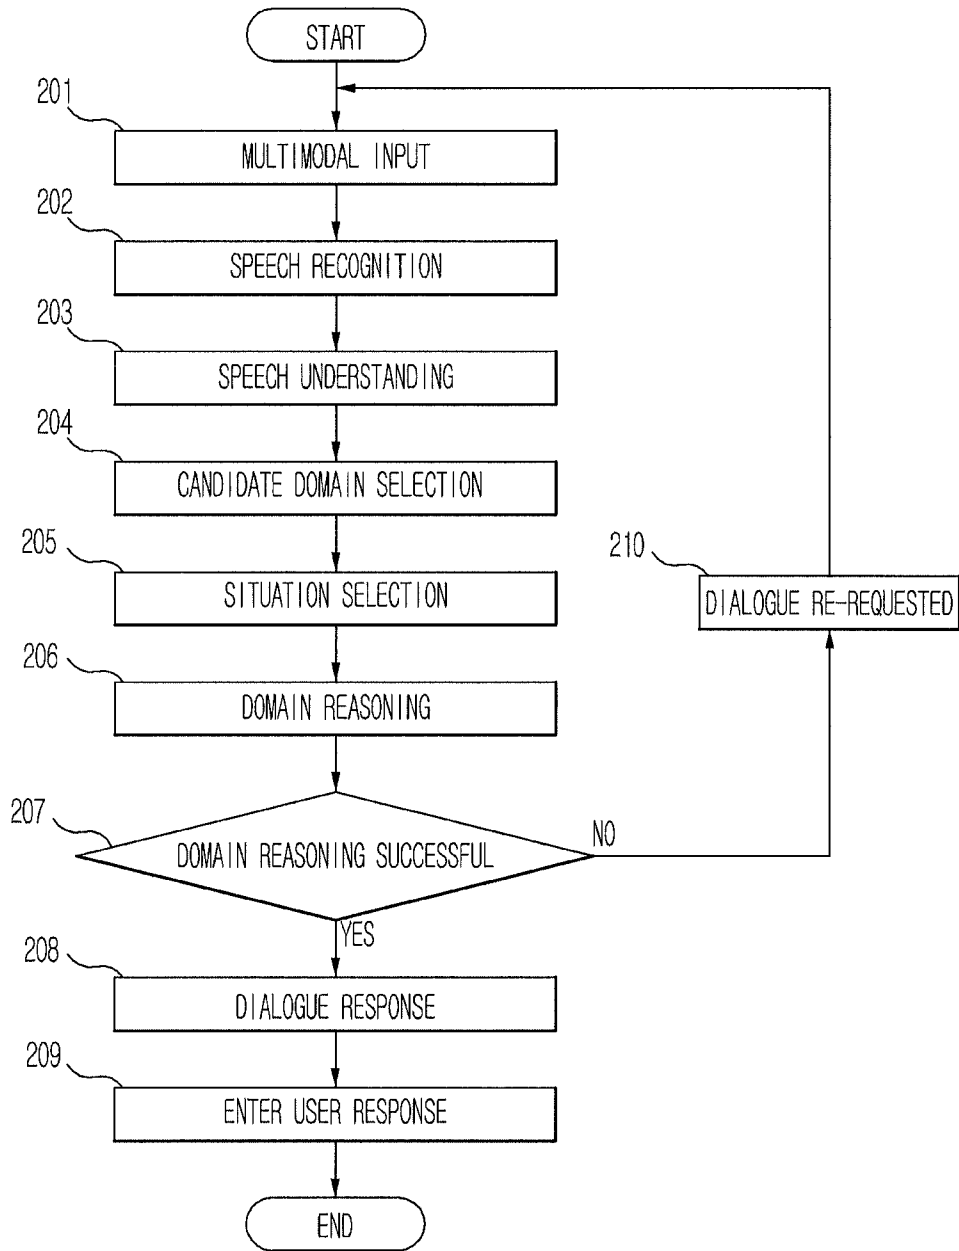 START
201
MULTIMODAL INPUT
202
SPEECH RECOGNITION
203
SPEECH UNDERSTANDING
204
CANDIDATE DOMAIN SELECTION
205
SITUATION SELECTION
210
DIALOGUE RE-REQUESTED
206
DOMAIN REASONING
207
DOMAIN REASONING SUCCESSFUL
NO
YES
208
DIALOGUE RESPONSE
209
ENTER USER RESPONSE
END